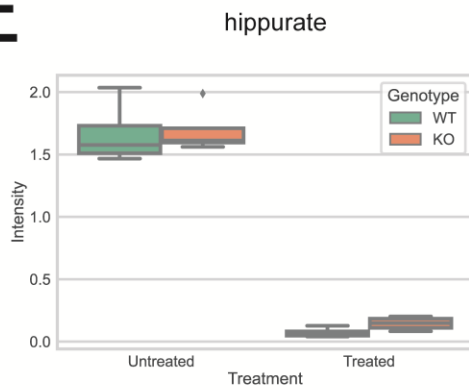 hippurate
2.0
1.5
1.0
0.5
0.0
Intensity
Genotype
WT
KO
Untreated
Treated
Treatment